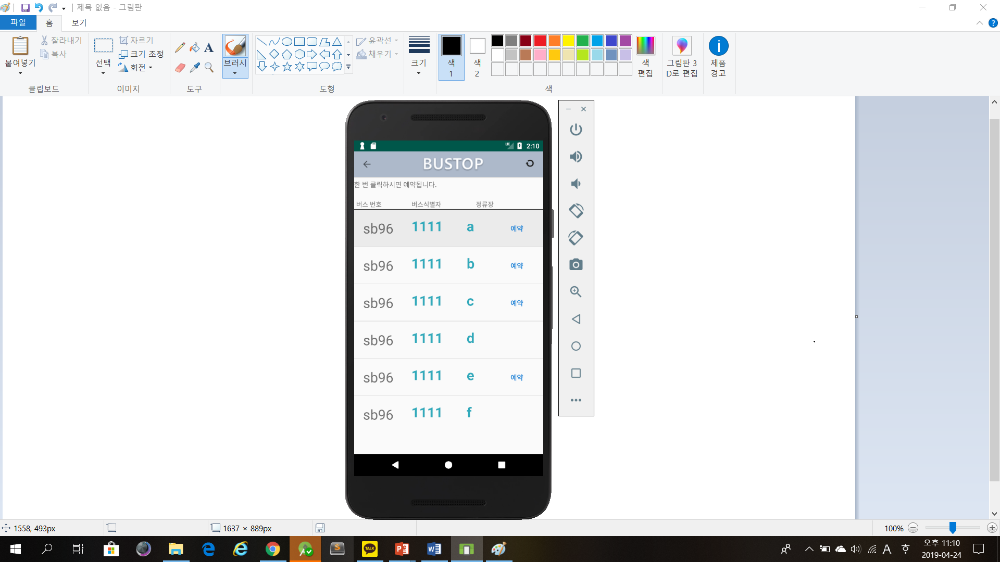 제목 없음 - 그림판
파일
홈
보기
붙여넣기
잘라내기
복사
클립보드
선택
자르기
크기 조정
회전
이미지
도구
브러시
윤곽선
채우기
도형
크기
색
1
색
2
색
편집
색
그림판 3
D로 편집
제품
경고
LTE
2:10
BUSTOP
한 번 클릭하시면 예약됩니다.
버스 번호 버스식별자 정류장
sb96 1111 a 예약
sb96 1111 b 예약
sb96 1111 c 예약
sb96 1111 d
sb96 1111 e 예약
sb96 1111 f
1558, 493px
1637 × 889px
100%
TALK
A
오후 11:10
2019-04-24